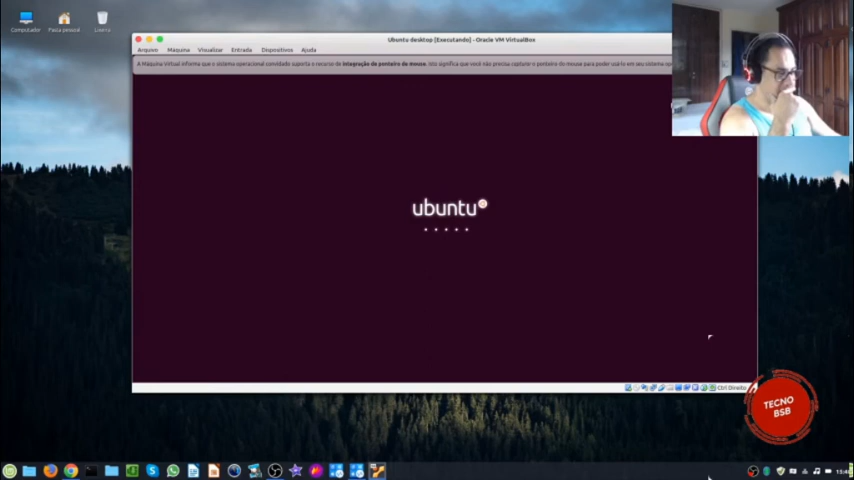 Ubuntu desktop [Executando] - Oracle VM VirtualBox
Arquivo Máquina Visualizar Entrada Dispositivos Ajuda
A Máquina Virtual informa que o sistema operacional convidado suporta o recurso de integração de ponteiro de mouse. Isto significa que você não precisa capturar o ponteiro do mouse para poder usá-lo em seu sistema
Computador
Pasta pessoal
Lixeira
ubuntu
Ctrl Direito
TECNO
BSB